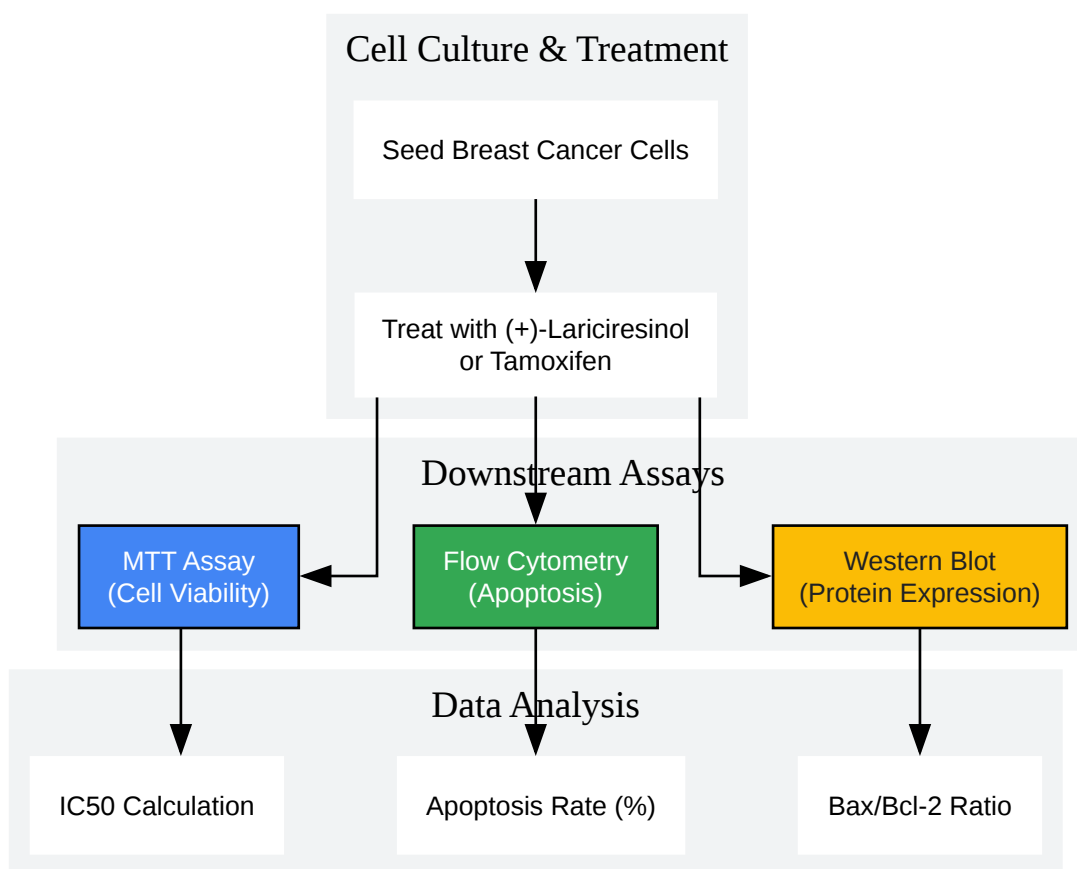 Cell Culture & Treatment
Seed Breast Cancer Cells
Treat with (+)-Lariciresinol
or Tamoxifen
Downstream Assays
MTT Assay
(Cell Viability)
Flow Cytometry
(Apoptosis)
Western Blot
(Protein Expression)
Data Analysis
IC50 Calculation
Apoptosis Rate (%)
Bax/Bcl-2 Ratio